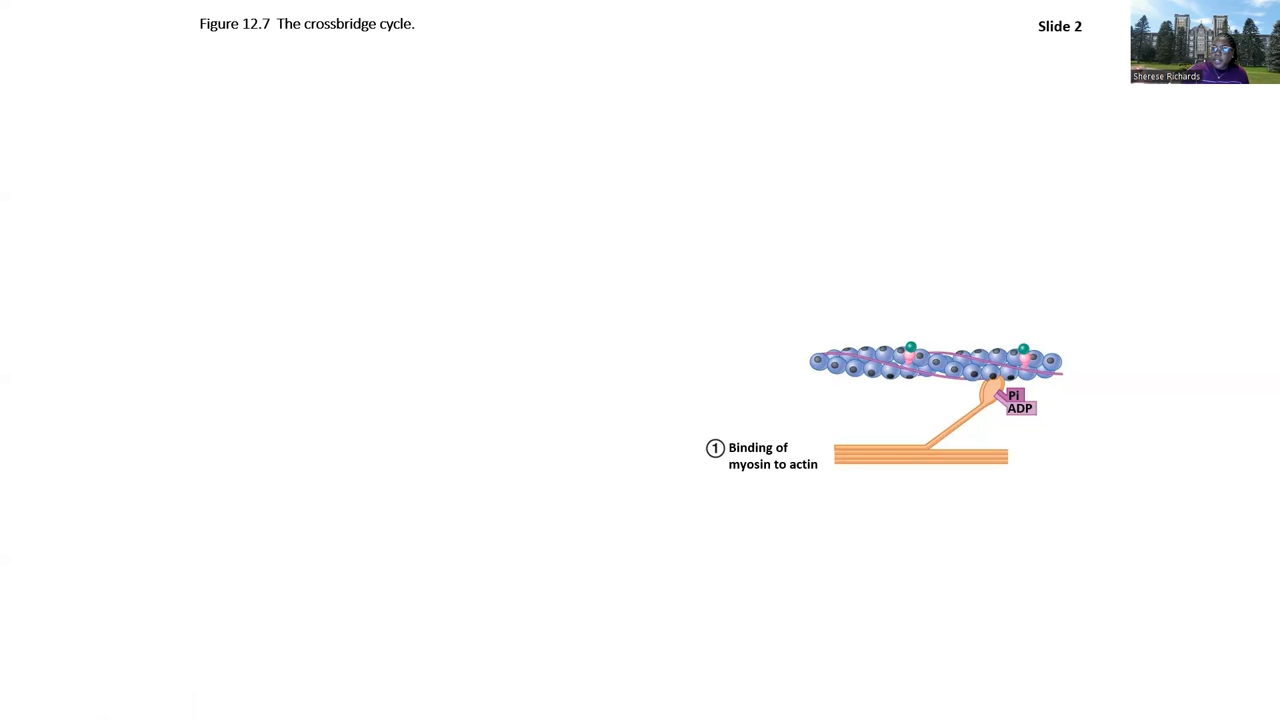 Figure 12.7 The crossbridge cycle.
Slide 2
Sherese Richards
Pi
ADP
1 Binding of
myosin to actin